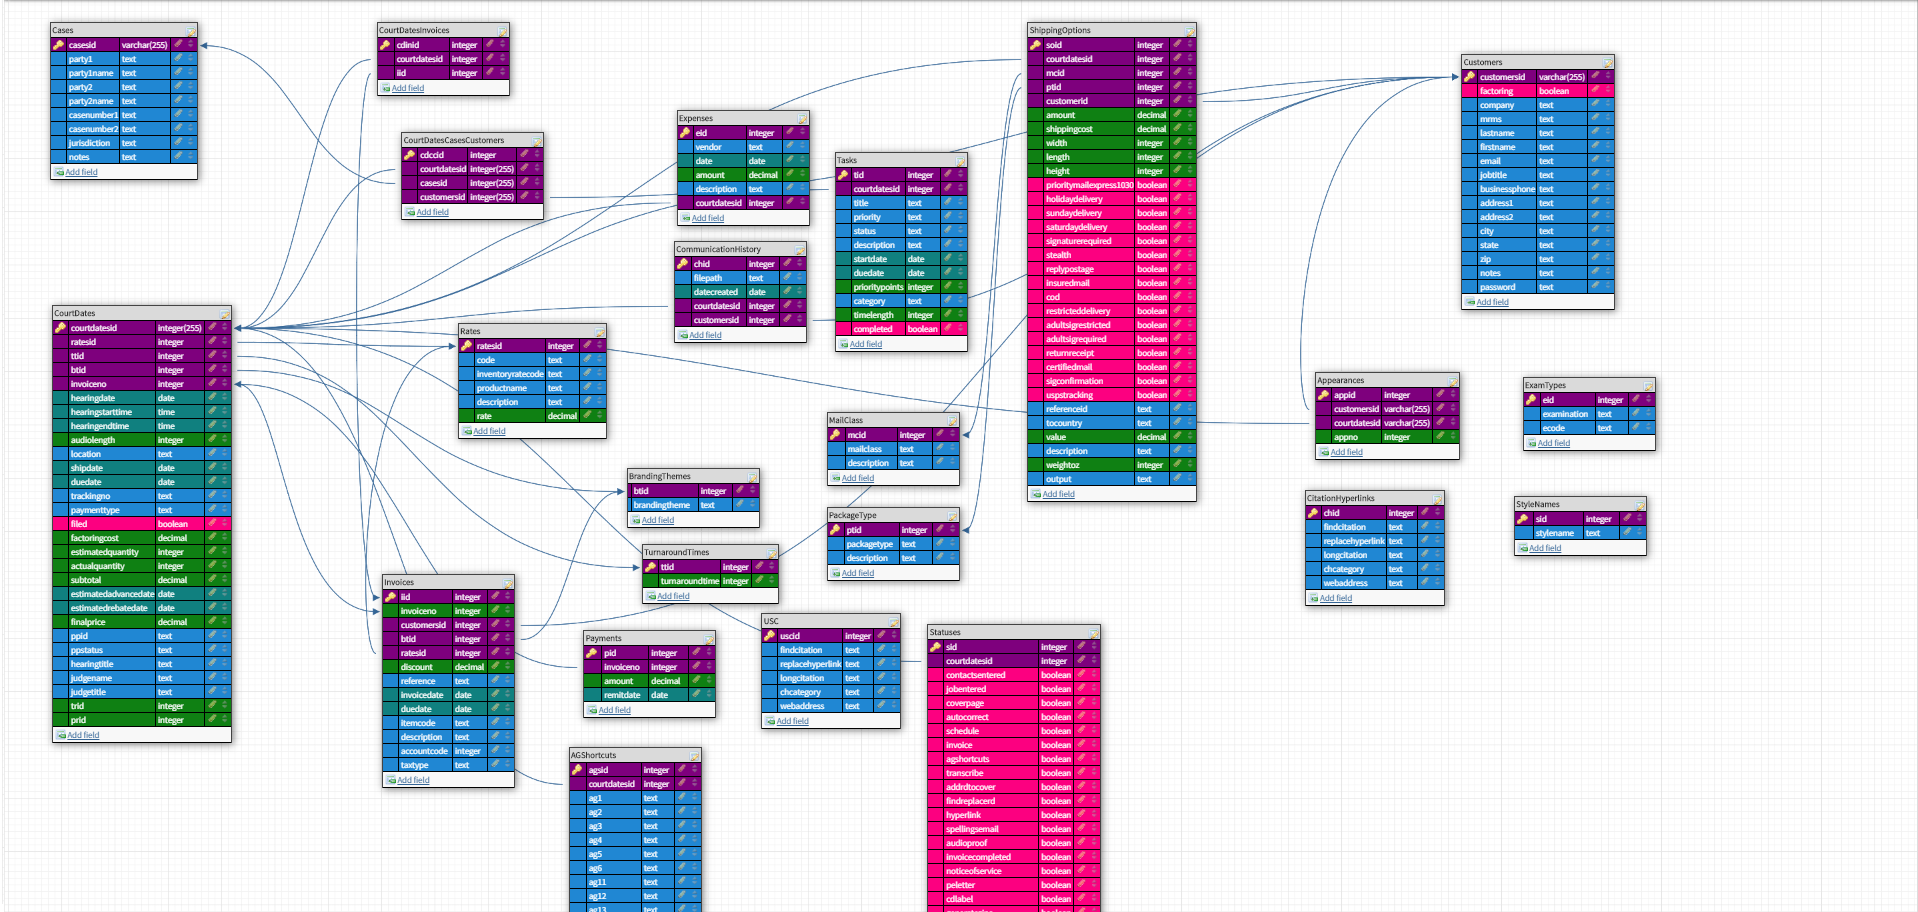 Cases
casesid varchar(255)
party1 text
party1name text
party2 text
party2name text
casenumber1 text
casenumber2 text
jurisdiction text
notes text
Add field
CourtDatesInvoices
cdinid integer
courtdatesid integer
iid integer
Add field
CourtDatesCasesCustomers
cdccid integer
courtdatesid integer(255)
casesid integer(255)
customersid integer(255)
Add field
Expenses
eid integer
vendor text
date date
amount decimal
description text
courtdatesid integer
Add field
CommunicationHistory
chid integer
filepath text
datecreated date
courtdatesid integer
customersid integer
Add field
Tasks
tid integer
courtdatesid integer
title text
priority text
status text
description text
startdate date
duedate date
prioritypoints integer
category text
timelength integer
completed boolean
Add field
ShippingOptions
soid integer
courtdatesid integer
mcid integer
ptid integer
customerid integer
amount decimal
shippingcost decimal
width integer
length integer
height integer
prioritymailexpress1030 boolean
holidaydelivery boolean
sundaydelivery boolean
saturdaydelivery boolean
signaturerequired boolean
stealth boolean
replypostage boolean
insuredmail boolean
cod boolean
restricteddelivery boolean
adultsigrestricted boolean
adultsigrequired boolean
returnreceipt boolean
certifiedmail boolean
sigconfirmation boolean
uspstracking boolean
referenceid text
tocountry text
value decimal
description text
weightoz integer
output text
Add field
Customers
customersid varchar(255)
factoring boolean
company text
mrms text
lastname text
firstname text
email text
jobtitle text
businessphone text
address1 text
address2 text
city text
state text
zip text
notes text
password text
Add field
CourtDates
courtdatesid integer(255)
ratesid integer
ttid integer
btid integer
invoiceno integer
hearingdate date
hearingstarttime time
hearingendtime time
audiolength integer
location text
shipdate date
duedate date
trackingno text
paymenttype text
filed boolean
factoringcost decimal
estimatedquantity integer
actualquantity integer
subtotal decimal
estimatedadvancedate date
estimatedrebatedate date
finalprice decimal
ppid text
ppstatus text
hearingtitle text
judgename text
judgetitle text
trid integer
prid integer
Add field
Rates
ratesid integer
code text
inventoryratecode text
productname text
description text
rate decimal
Add field
BrandingThemes
btid integer
brandingtheme text
Add field
TurnaroundTimes
ttid integer
turnaroundtime integer
Add field
MailClass
mcid integer
mailclass text
description text
Add field
PackageType
ptid integer
packagetype text
description text
Add field
Appearances
appid integer
customersid varchar(255)
courtdatesid varchar(255)
appno integer
Add field
ExamTypes
eid integer
examination text
ecode text
Add field
CitationHyperlinks
chid integer
findcitation text
replacehyperlink text
longcitation text
chcategory text
webaddress text
Add field
StyleNames
sid integer
stylename text
Add field
Invoices
iid integer
invoiceno integer
customersid integer
btid integer
ratesid integer
discount decimal
reference text
invoicedate date
duedate date
itemcode text
description text
accountcode integer
taxtype text
Add field
Payments
pid integer
invoiceno integer
amount decimal
remitdate date
Add field
USC
uscid integer
findcitation text
replacehyperlink text
longcitation text
chcategory text
webaddress text
Add field
Statuses
sid integer
courtdatesid integer
contactsentered boolean
jobentered boolean
coverpage boolean
autocorrect boolean
schedule boolean
invoice boolean
agshortcuts boolean
transcribe boolean
addrdtocover boolean
findreplacerd boolean
hyperlink boolean
spellingsemail boolean
audioproof boolean
invoicecompleted boolean
noticeofservice boolean
peletter boolean
cdlabel boolean
AGShortcuts
agsid integer
courtdatesid integer
ag1 text
ag2 text
ag3 text
ag4 text
ag5 text
ag6 text
ag11 text
ag12 text
ag13 text